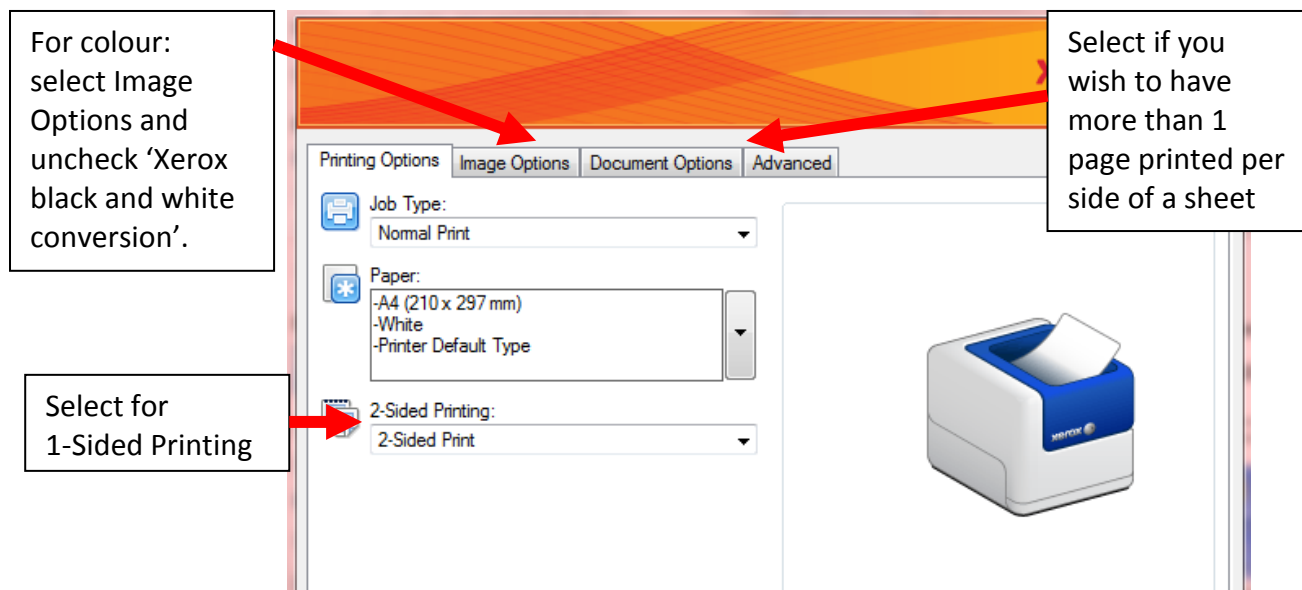 For colour:
select Image
Options and
uncheck ‘Xerox
black and white
conversion’.
Select if you
wish to have
more than 1
page printed per
side of a sheet
Printing Options
Image Options
Document Options
Advanced
Job Type:
Normal Print
Paper:
-A4 (210 x 297 mm)
-White
-Printer Default Type
Select for
1-Sided Printing
2-Sided Printing:
2-Sided Print
xerox